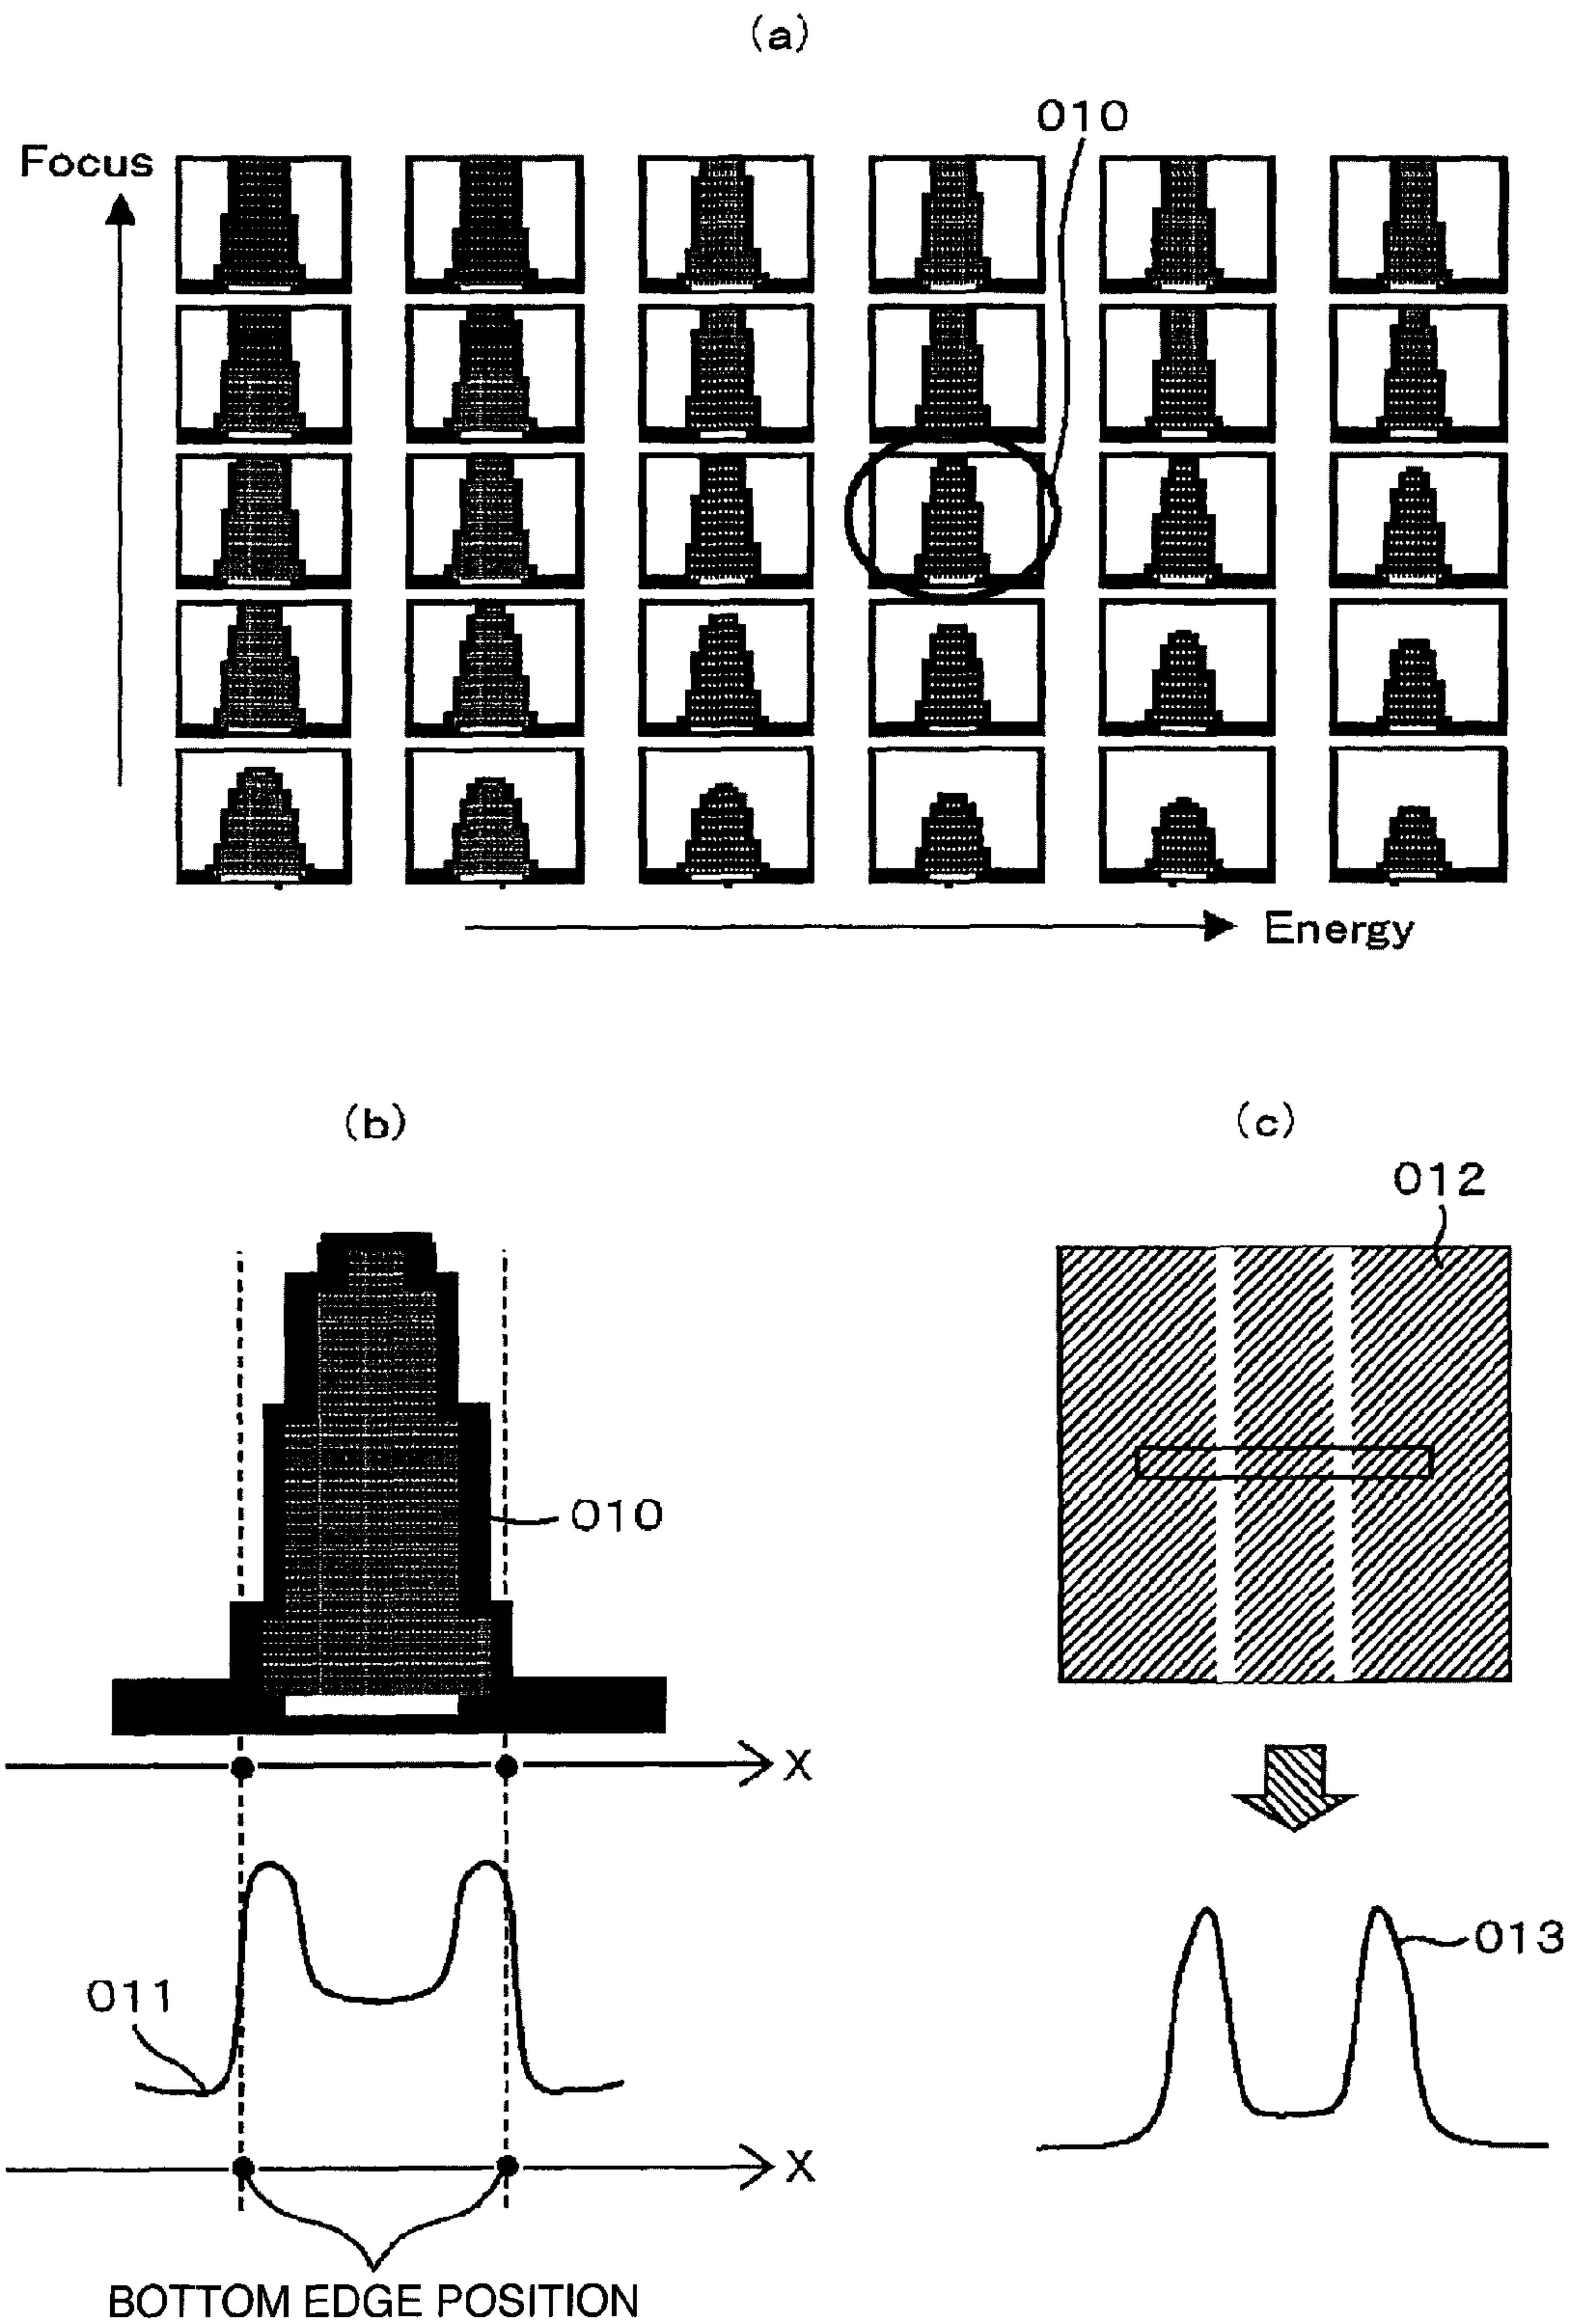 (a)
010
Focus
Energy
(b)
(c)
012
010
X
011
013
X
BOTTOM EDGE POSITION